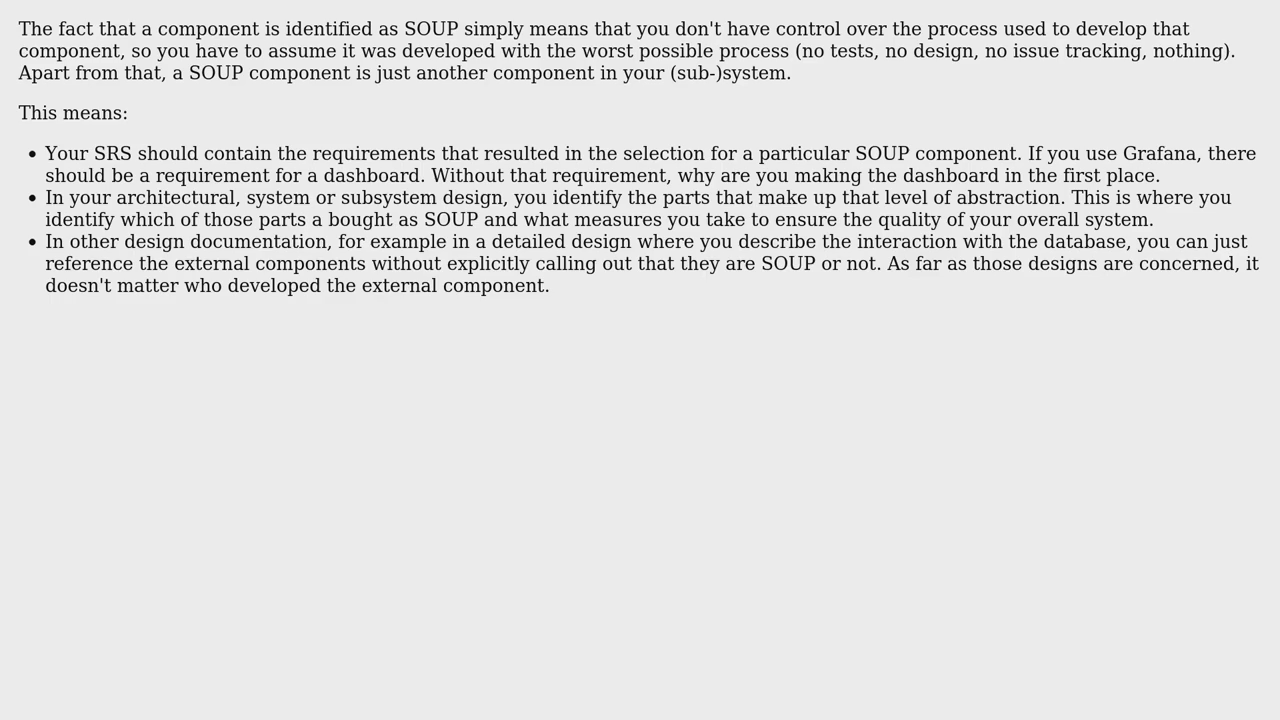 The fact that a component is identified as SOUP simply means that you don't have control over the process used to develop that
component, so you have to assume it was developed with the worst possible process (no tests, no design, no issue tracking, nothing).
Apart from that, a SOUP component is just another component in your (sub-)system.
This means:
• Your SRS should contain the requirements that resulted in the selection for a particular SOUP component. If you use Grafana, there
should be a requirement for a dashboard. Without that requirement, why are you making the dashboard in the first place.
• In your architectural, system or subsystem design, you identify the parts that make up that level of abstraction. This is where you
identify which of those parts a bought as SOUP and what measures you take to ensure the quality of your overall system.
• In other design documentation, for example in a detailed design where you describe the interaction with the database, you can just
reference the external components without explicitly calling out that they are SOUP or not. As far as those designs are concerned, it
doesn't matter who developed the external component.